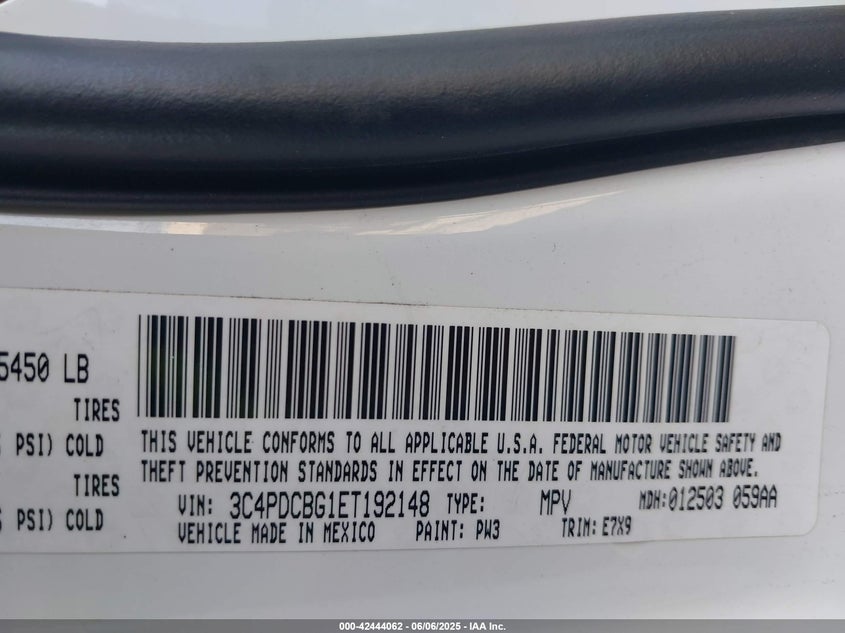 5450 LB
TIRES
PSI) COLD
THIS VEHICLE CONFORMS TO ALL APPLICABLE U.S.A. FEDERAL MOTOR VEHICLE SAFETY AND
THEFT PREVENTION STANDARDS IN EFFECT ON THE DATE OF MANUFACTURE SHOWN ABOVE.
TIRES
VIN: 3C4PDCBG1ET192148 TYPE: MPV MDH:012503 059AA
PSI) COLD
VEHICLE MADE IN MEXICO PAINT: PW3 TRIM: E7X9
000-42444062 - 06/06/2025 - IAA Inc.